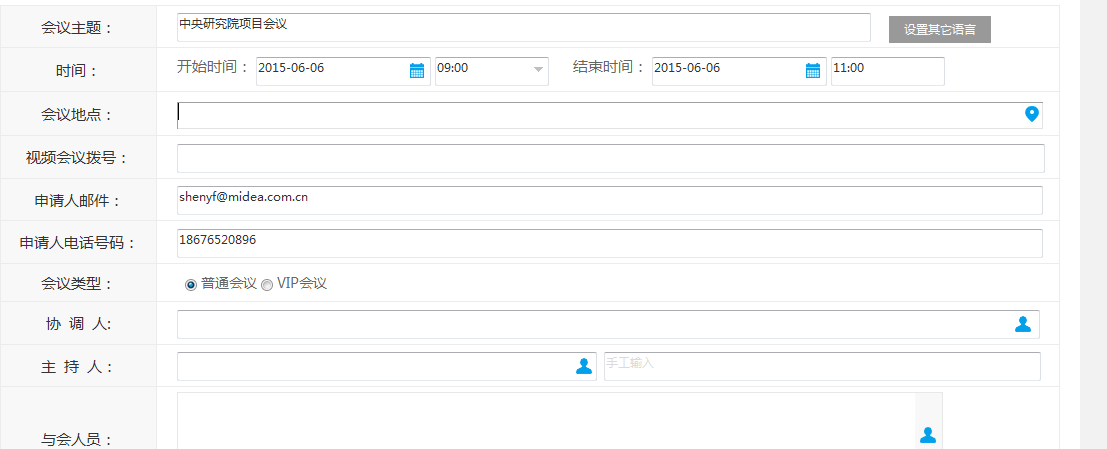 会议主题： 中央研究院项目会议 设置其它语言
时间： 开始时间： 2015-06-06 09:00 结束时间： 2015-06-06 11:00
会议地点：
视频会议拨号：
申请人邮件： shenyf@midea.com.cn
申请人电话号码： 18676520896
会议类型： 普通会议 VIP会议
协 调 人:
主 持 人： 手工输入
与会人员：